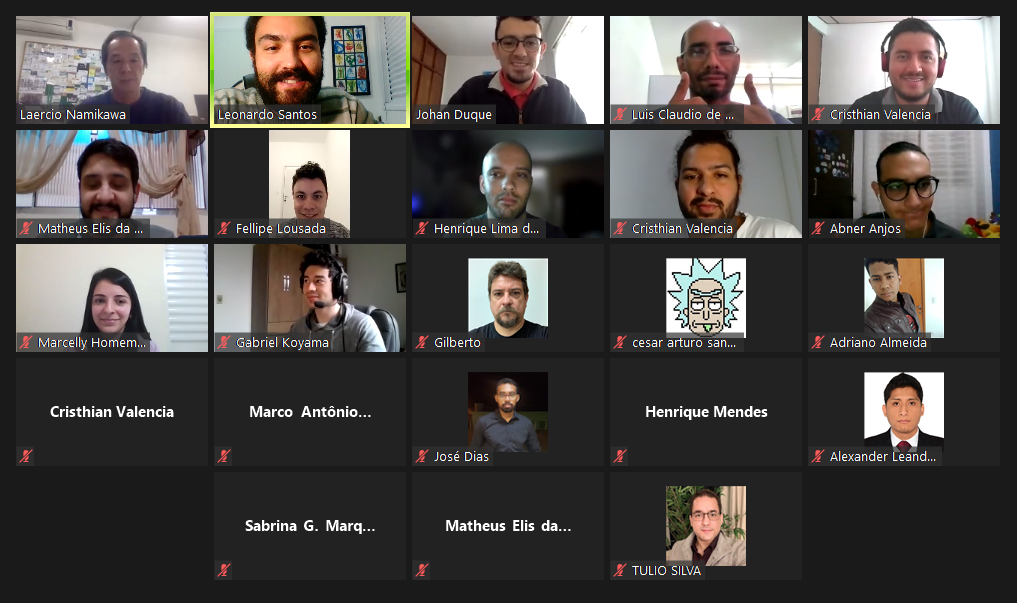 Laercio Namikawa
Leonardo Santos
Johan Duque
Luis Claudio de ...
Cristhian Valencia
Matheus Elis da ...
Fellipe Lousada
Henrique Lima d...
Cristhian Valencia
Abner Anjos
Marcelly Homem...
Gabriel Koyama
Gilberto
cesar arturo san...
Adriano Almeida
Cristhian Valencia
Marco Antônio...
José Dias
Henrique Mendes
Alexander Leand...
Sabrina G. Marq...
Matheus Elis da...
TULIO SILVA